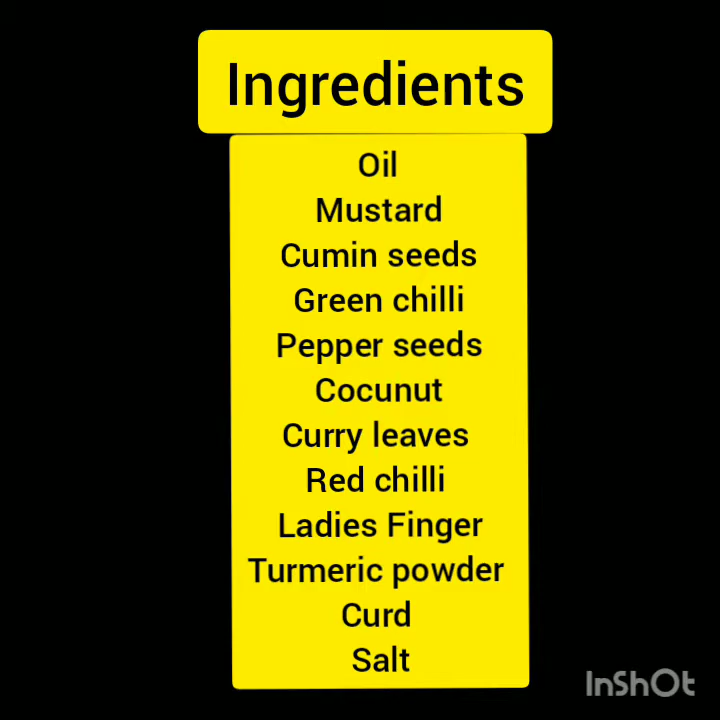 Ingredients
Oil
Mustard
Cumin seeds
Green chilli
Pepper seeds
Cocunut
Curry leaves
Red chilli
Ladies Finger
Turmeric powder
Curd
Salt
InShOt